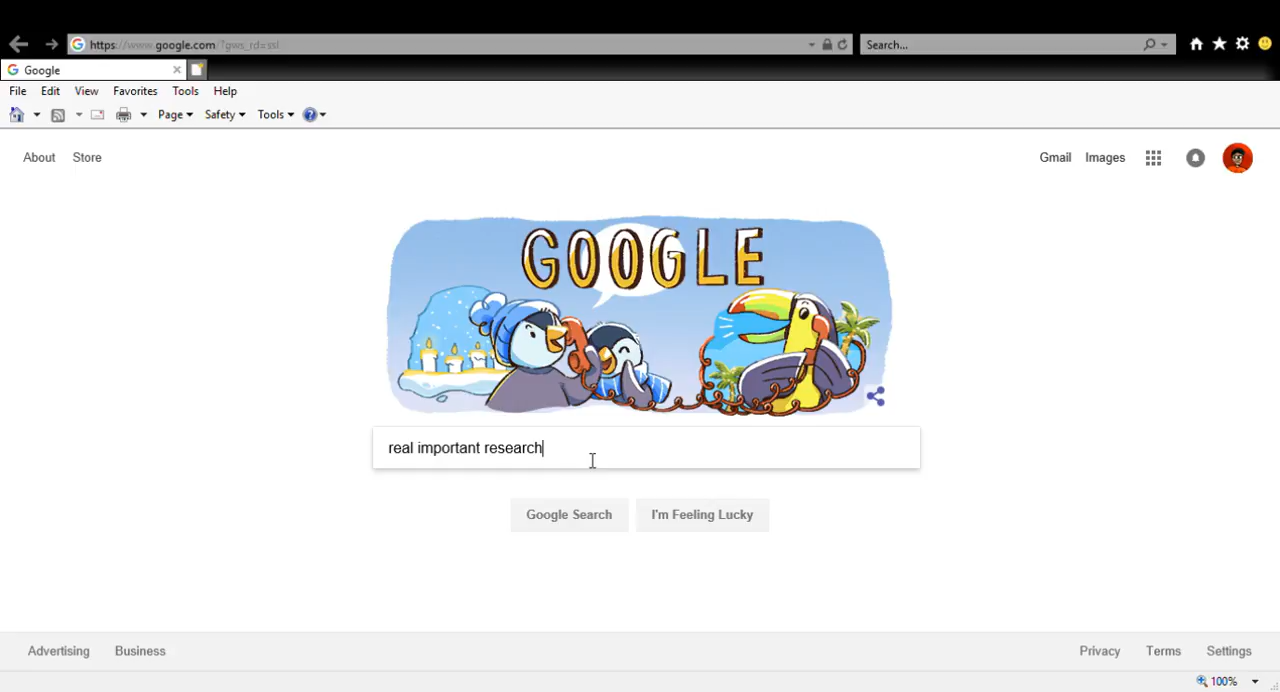 https://www.google.com/?gws_rd=ssl
Search...
Google
File Edit View Favorites Tools Help
Page Safety Tools
About Store
Gmail Images
GOOGLE
real important research
Google Search I'm Feeling Lucky
Advertising Business
Privacy Terms Settings
100%